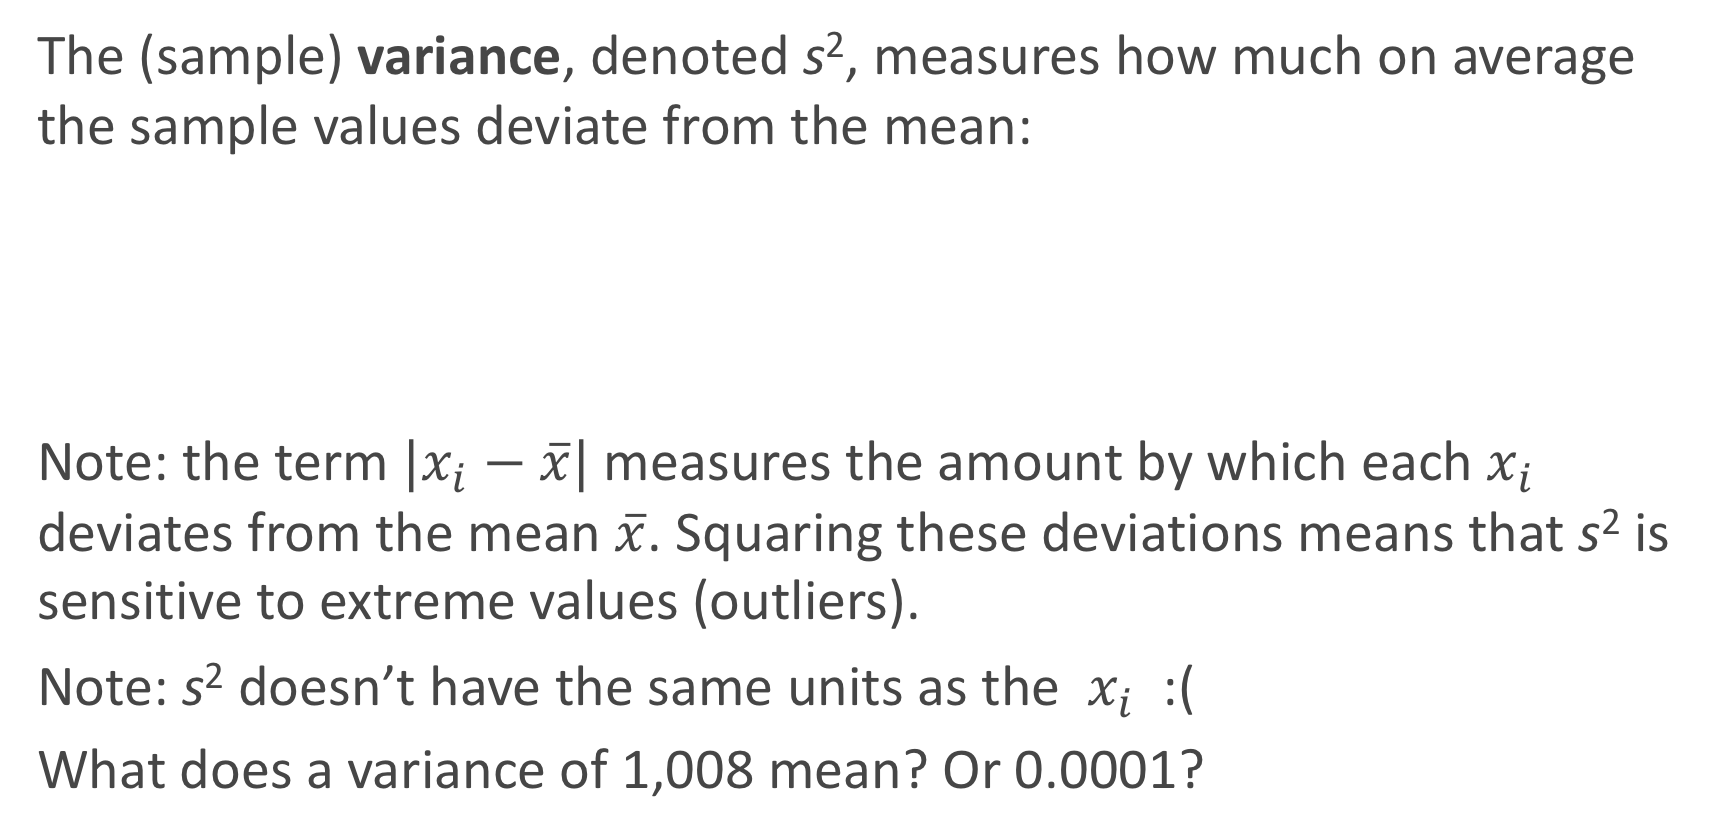 The (sample) variance, denoted s², measures how much on average
the sample values deviate from the mean:
Note: the term |xᵢ − x̄| measures the amount by which each xᵢ
deviates from the mean x̄. Squaring these deviations means that s² is
sensitive to extreme values (outliers).
Note: s² doesn’t have the same units as the xᵢ :(
What does a variance of 1,008 mean? Or 0.0001?